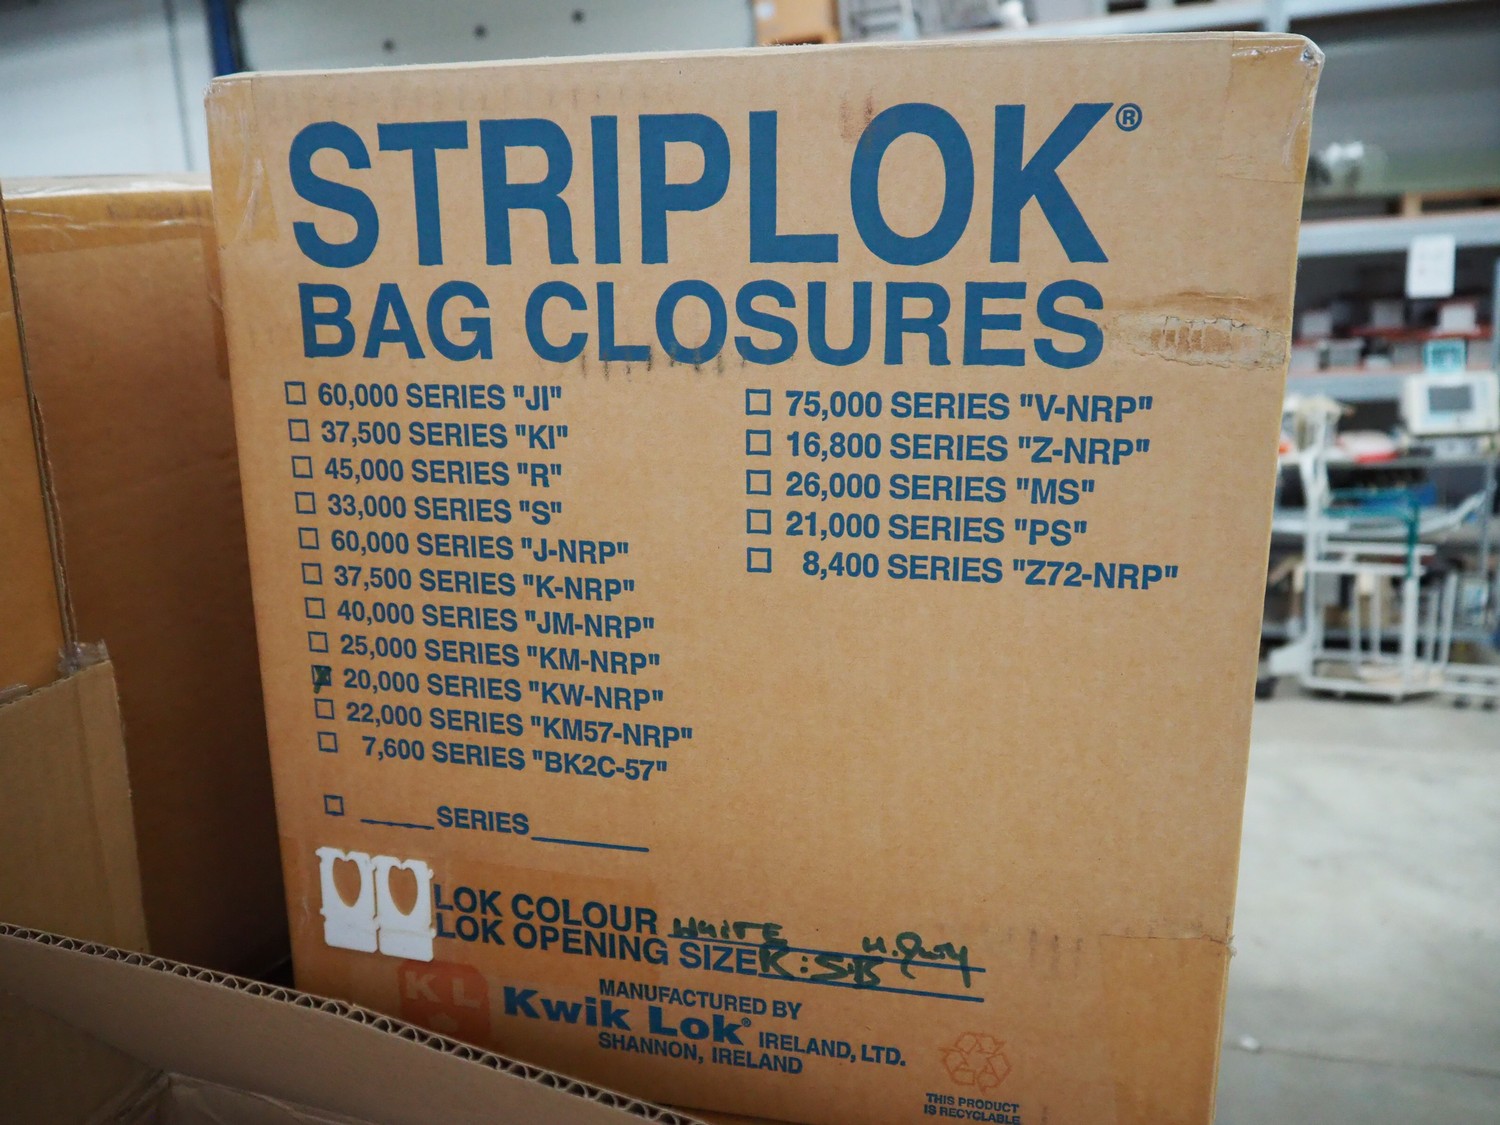 STRIPLOK®
BAG CLOSURES
60,000 SERIES "JI"
37,500 SERIES "KI"
45,000 SERIES "R"
33,000 SERIES "S"
60,000 SERIES "J-NRP"
37,500 SERIES "K-NRP"
40,000 SERIES "JM-NRP"
25,000 SERIES "KM-NRP"
20,000 SERIES "KW-NRP"
22,000 SERIES "KM57-NRP"
7,600 SERIES "BK2C-57"
____ SERIES ______
75,000 SERIES "V-NRP"
16,800 SERIES "Z-NRP"
26,000 SERIES "MS"
21,000 SERIES "PS"
8,400 SERIES "Z72-NRP"
LOK COLOUR WHITE
LOK OPENING SIZE
KL
MANUFACTURED BY
Kwik Lok® IRELAND, LTD.
SHANNON, IRELAND
THIS PRODUCT
IS RECYCLABLE